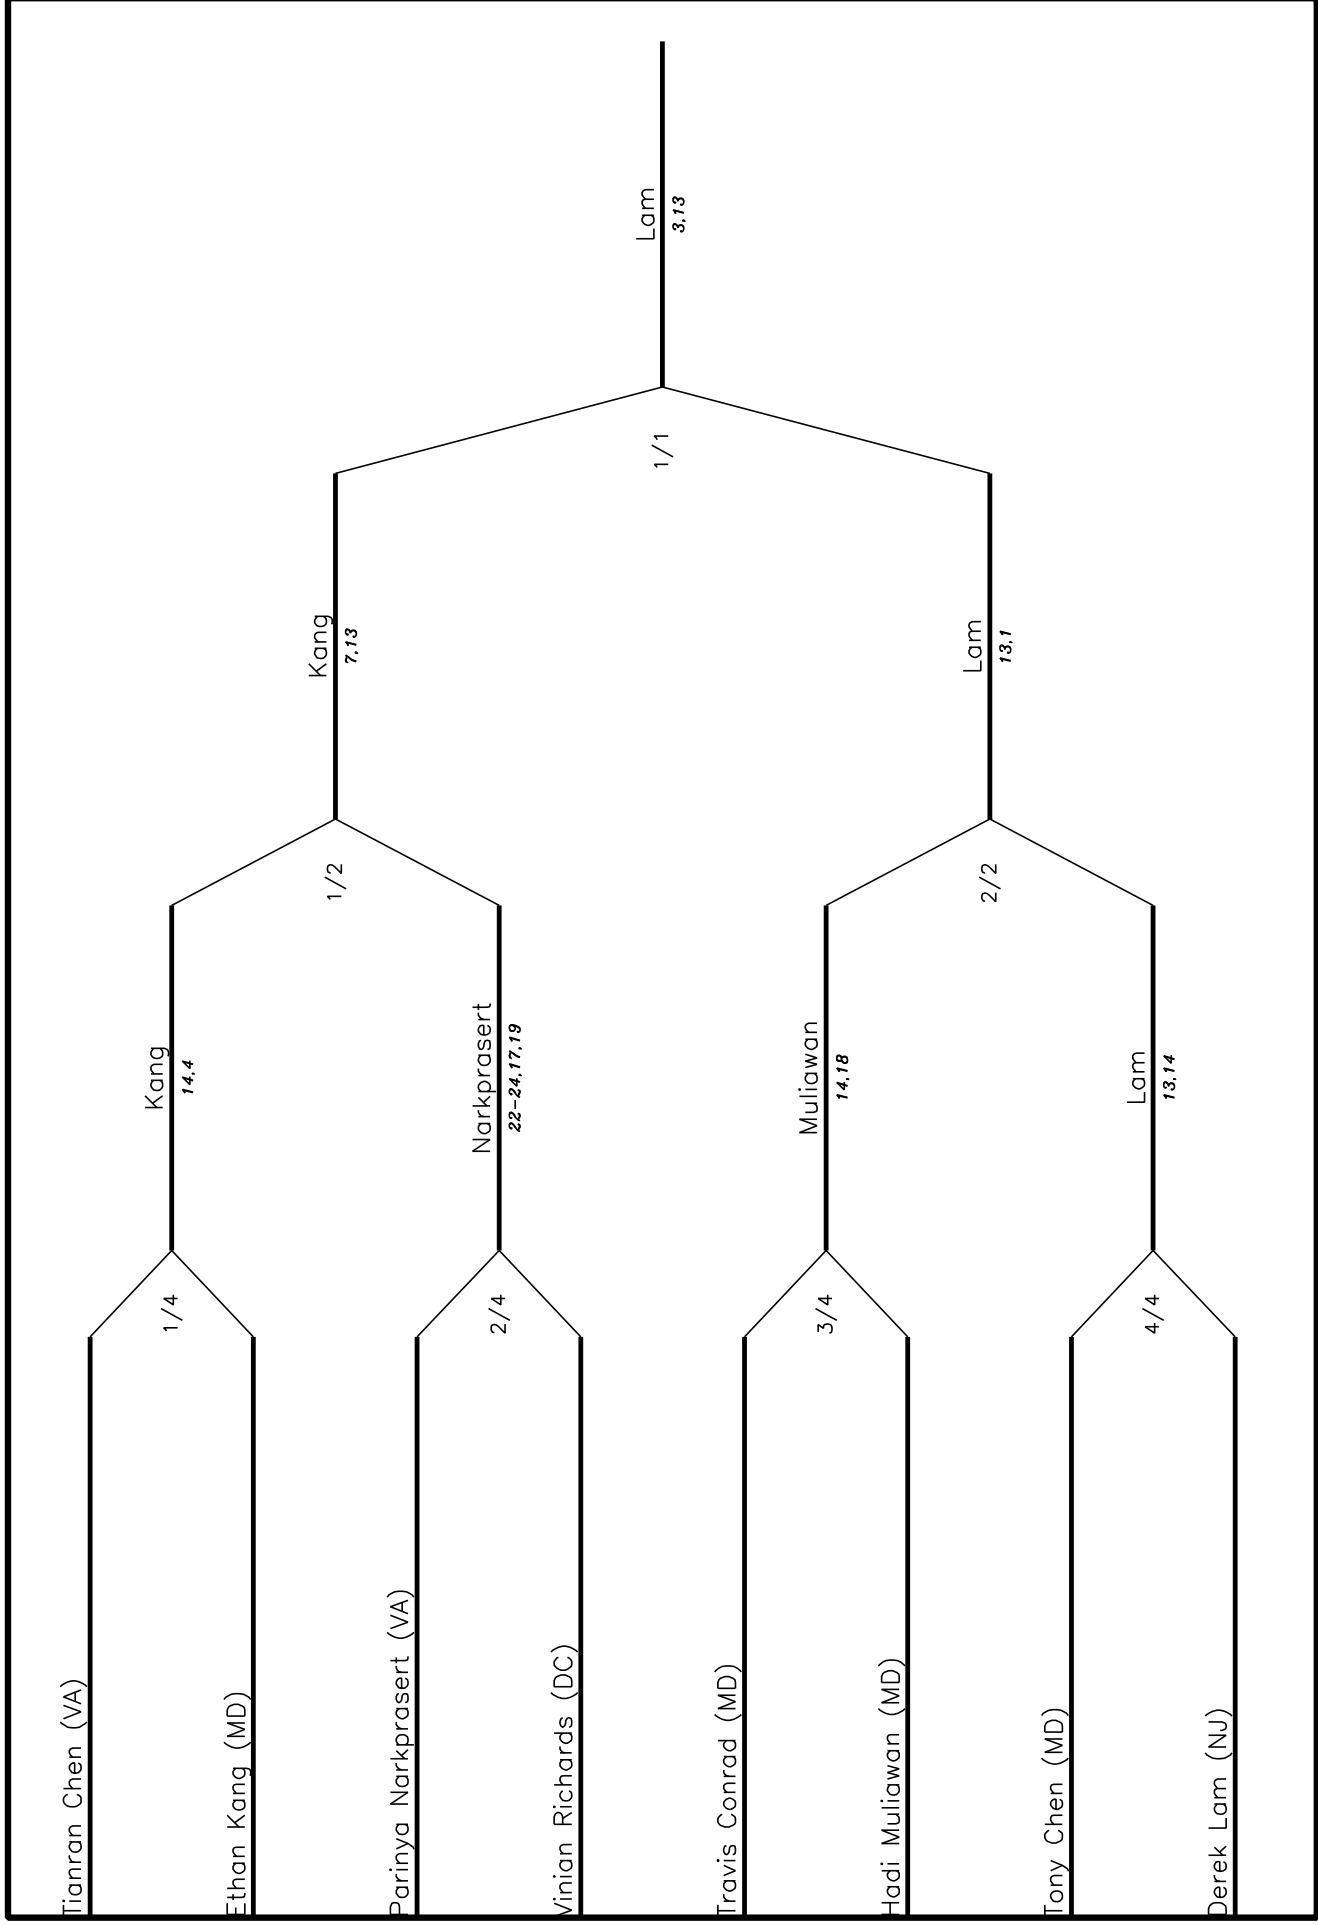 Tianran Chen (VA)
Ethan Kang (MD)
Parinya Narkprasert (VA)
Vinian Richards (DC)
Travis Conrad (MD)
Hadi Muliawan (MD)
Tony Chen (MD)
Derek Lam (NJ)
1/4
2/4
3/4
4/4
Kang
14,4
Narkprasert
22-24,17,19
Muliawan
14,18
Lam
13,14
1/2
2/2
Kang
7,13
Lam
13,1
1/1
Lam
3,13